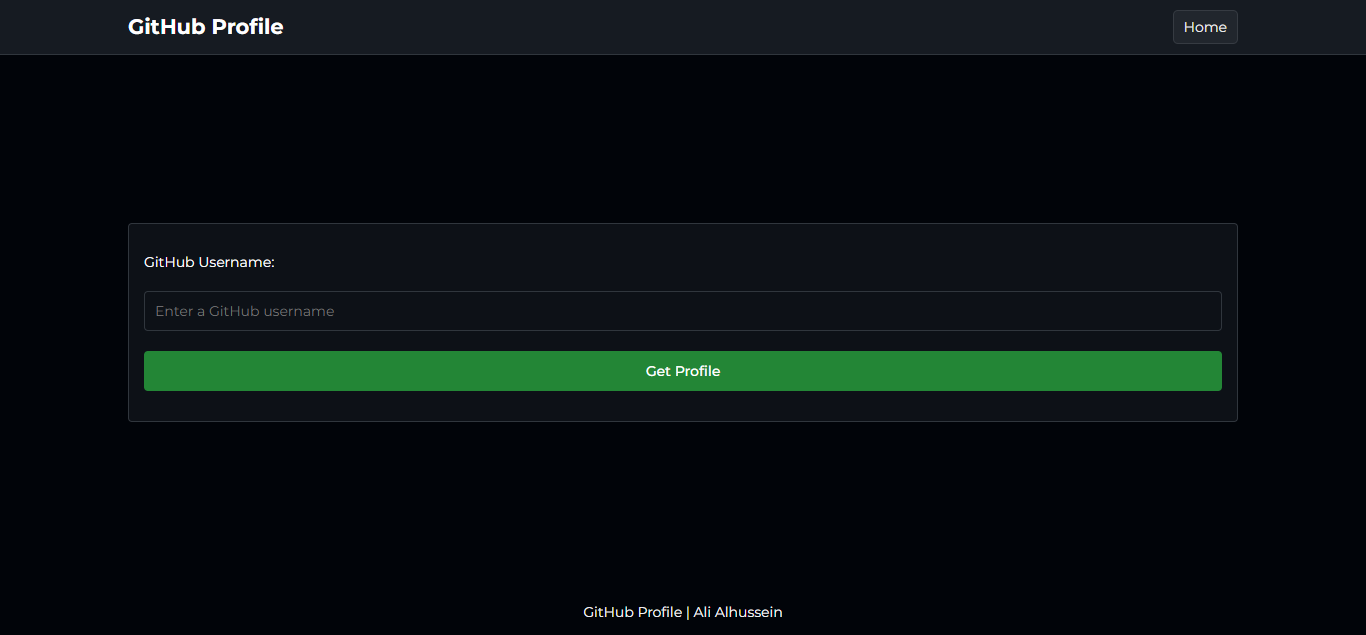 GitHub Profile
Home
GitHub Username:
Enter a GitHub username
Get Profile
GitHub Profile | Ali Alhussein